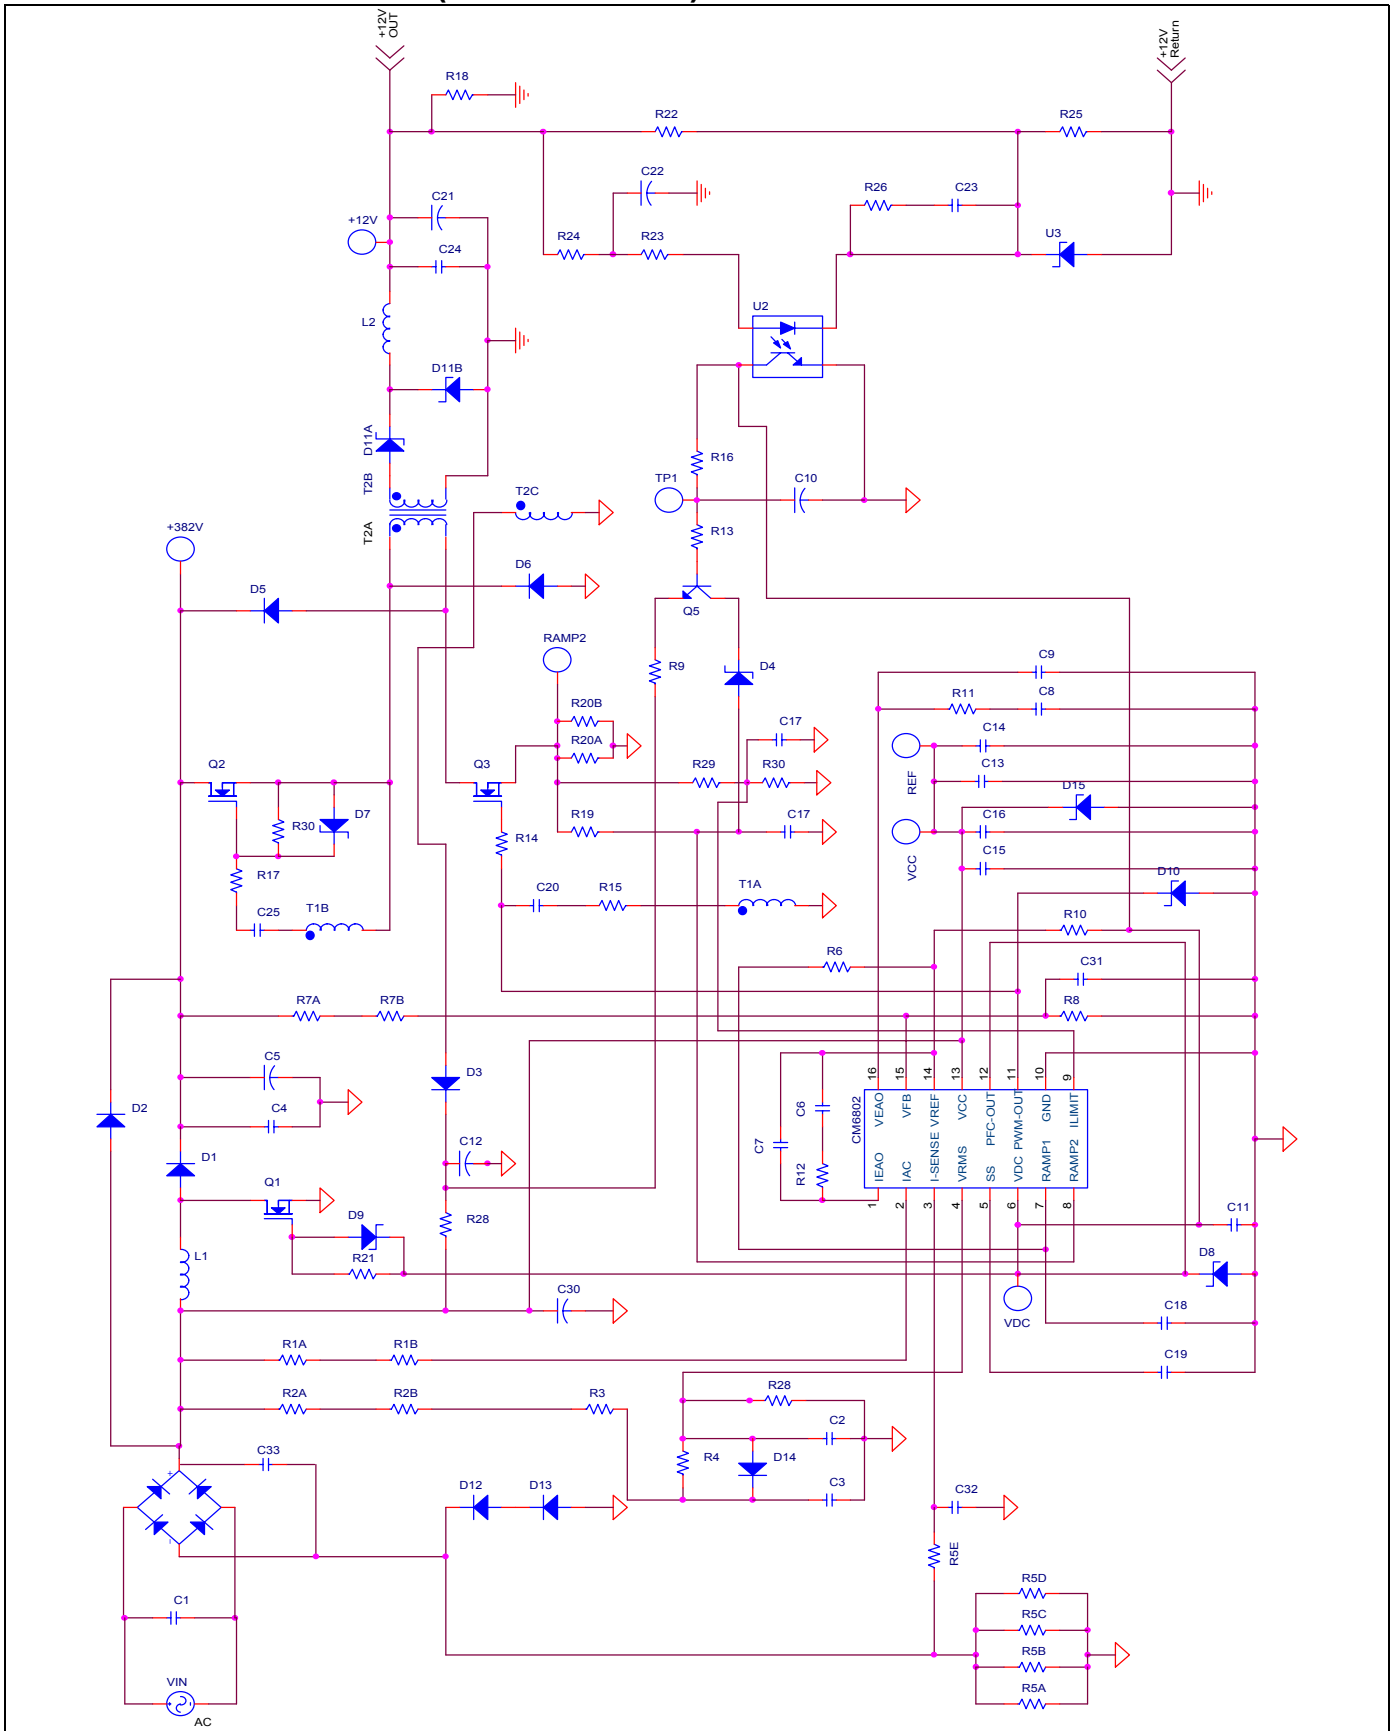 +12V
OUT
+12V
Return
R18
R22
R25
C22
C21
R26
C23
+12V
C24
R24
R23
U3
U2
L2
D11B
D11A
R16
T2B
TP1
C10
T2C
T2A
R13
+382V
D6
D5
Q5
RAMP2
R9
D4
C9
R20B
R11
C8
C17
C14
R20A
REF
C13
Q2
Q3
R29
R30
D15
R30
D7
R19
C17
C16
R14
VCC
C15
R17
D10
C20
R15
T1A
C25
T1B
R10
R6
C31
R7A
R7B
R8
C5
D3
16
15
14
13
12
11
10
9
D2
C4
C6
CM6802
VEAO
VFB
VREF
VCC
PFC-OUT
PWM-OUT
GND
ILIMIT
C7
C12
D1
R12
IEAO
IAC
I-SENSE
VRMS
SS
VDC
RAMP1
RAMP2
Q1
1
2
3
4
5
6
7
8
D9
R28
C11
L1
R21
D8
C30
VDC
C18
R1A
R1B
C19
R2A
R2B
R3
R28
C2
C33
R4
D14
+
D12
D13
C3
C32
-
R5E
R5D
C1
R5C
R5B
VIN
R5A
AC